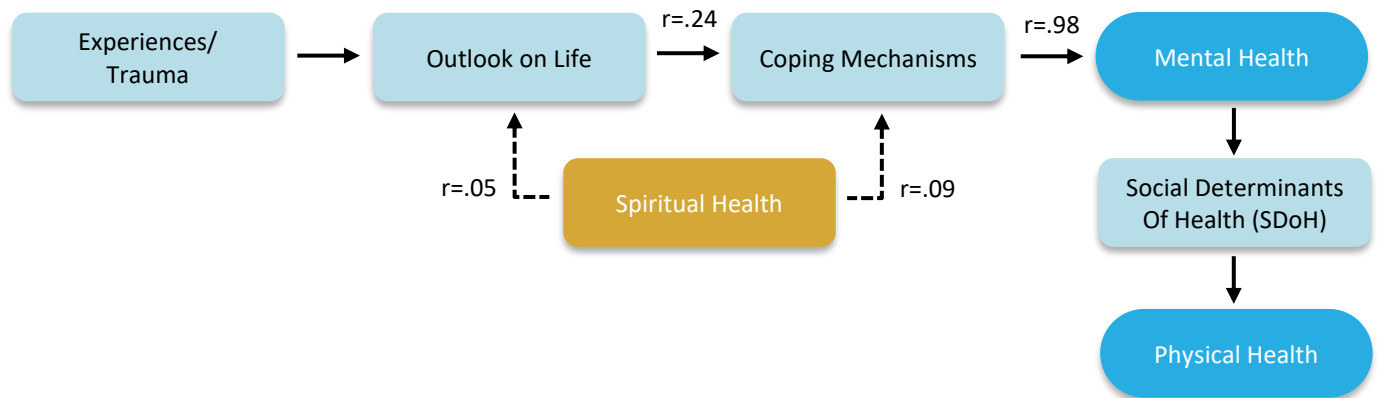 Experiences/
Trauma
Outlook on Life
r=.24
Coping Mechanisms
r=.98
Mental Health
r=.05
Spiritual Health
r=.09
Social Determinants
Of Health (SDoH)
Physical Health